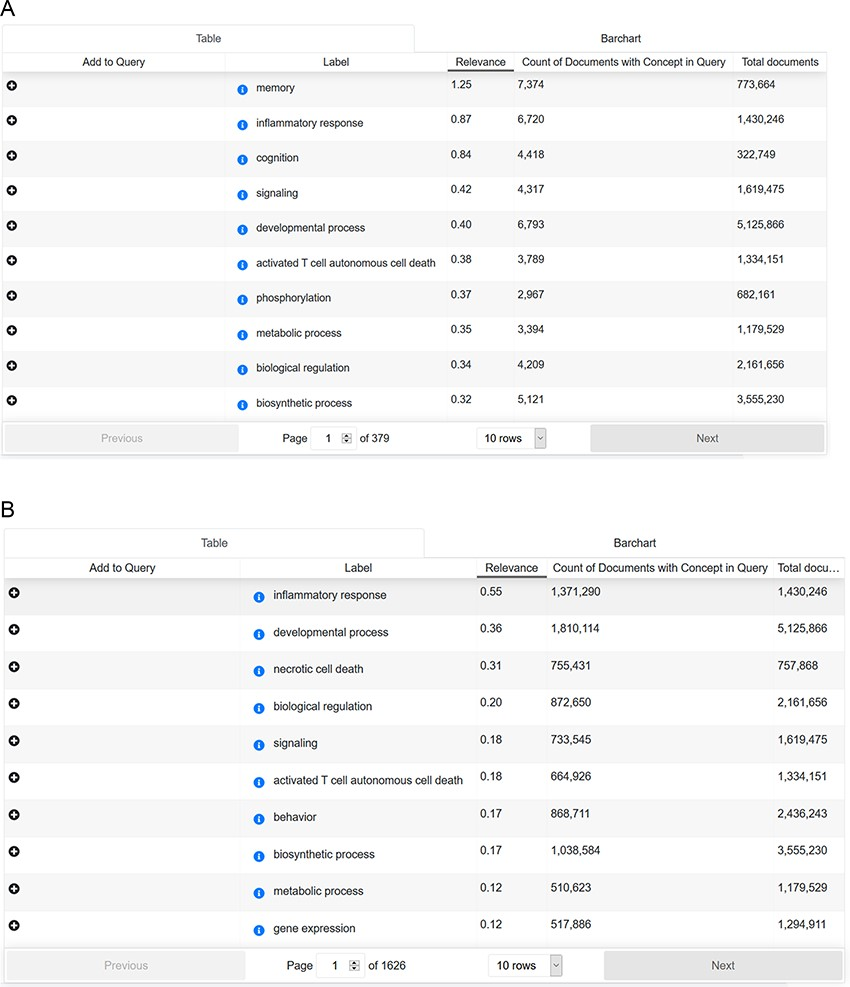 A
Table Barchart
Add to Query Label Relevance Count of Documents with Concept in Query Total documents
memory 1.25 7,374 773,664
inflammatory response 0.87 6,720 1,430,246
cognition 0.84 4,418 322,749
signaling 0.42 4,317 1,619,475
developmental process 0.40 6,793 5,125,866
activated T cell autonomous cell death 0.38 3,789 1,334,151
phosphorylation 0.37 2,967 682,161
metabolic process 0.35 3,394 1,179,529
biological regulation 0.34 4,209 2,161,656
biosynthetic process 0.32 5,121 3,555,230
Previous Page 1 of 379 10 rows Next
B
Table Barchart
Add to Query Label Relevance Count of Documents with Concept in Query Total docu...
inflammatory response 0.55 1,371,290 1,430,246
developmental process 0.36 1,810,114 5,125,866
necrotic cell death 0.31 755,431 757,868
biological regulation 0.20 872,650 2,161,656
signaling 0.18 733,545 1,619,475
activated T cell autonomous cell death 0.18 664,926 1,334,151
behavior 0.17 868,711 2,436,243
biosynthetic process 0.17 1,038,584 3,555,230
metabolic process 0.12 510,623 1,179,529
gene expression 0.12 517,886 1,294,911
Previous Page 1 of 1626 10 rows Next